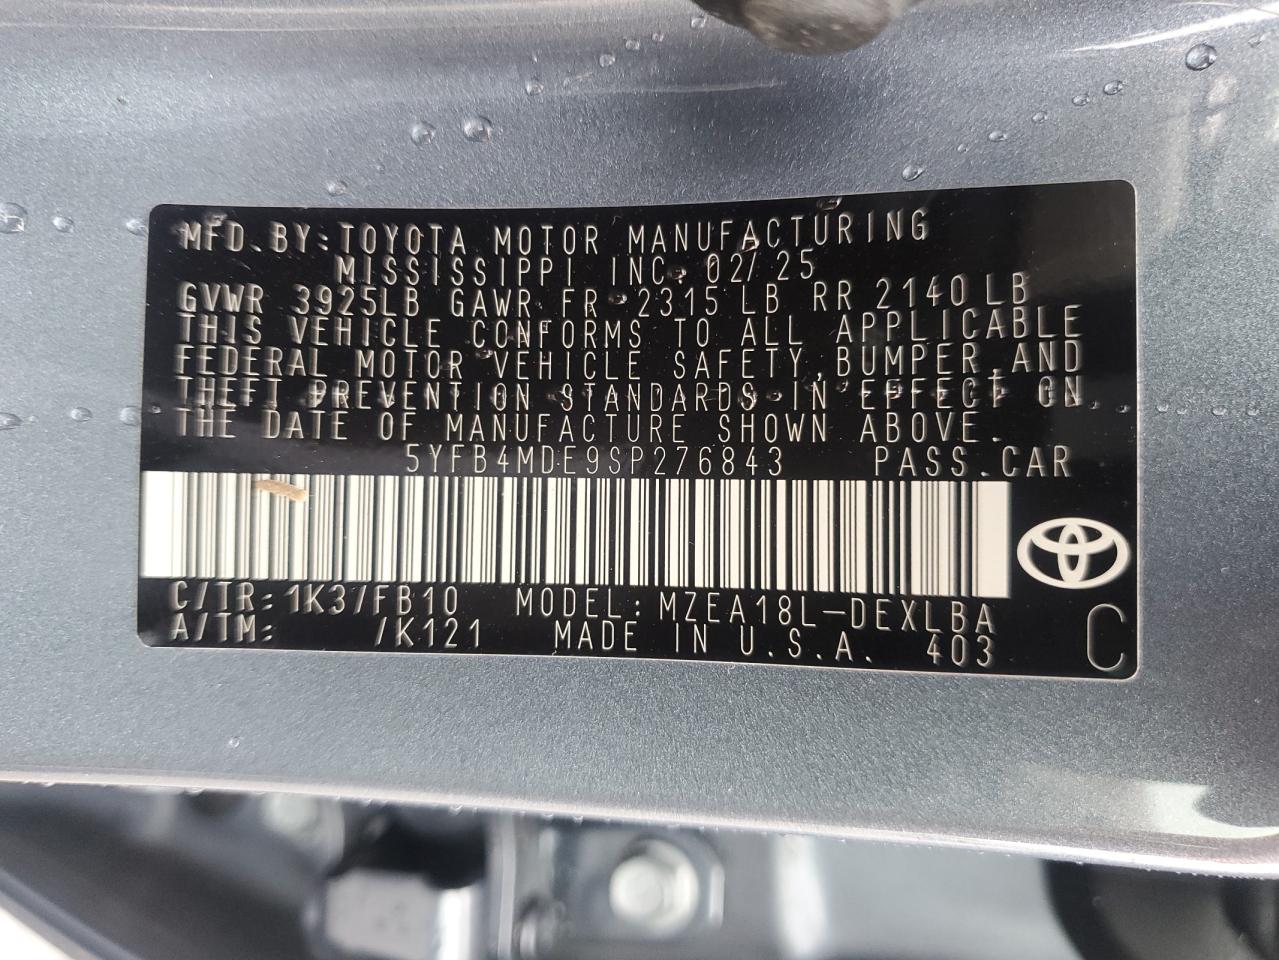 MFD. BY: TOYOTA MOTOR MANUFACTURING
MISSISSIPPI INC. 02/25
GVWR 3925LB GAWR FR 2315 LB RR 2140 LB
THIS VEHICLE CONFORMS TO ALL APPLICABLE
FEDERAL MOTOR VEHICLE SAFETY, BUMPER, AND
THEFT PREVENTION STANDARDS IN EFFECT ON
THE DATE OF MANUFACTURE SHOWN ABOVE.
5YFB4MDE9SP276843 PASS. CAR
C/TR: 1K37FB10 MODEL: MZEA18L-DEXLBA
A/TM: /K121 MADE IN U.S.A. 403
C